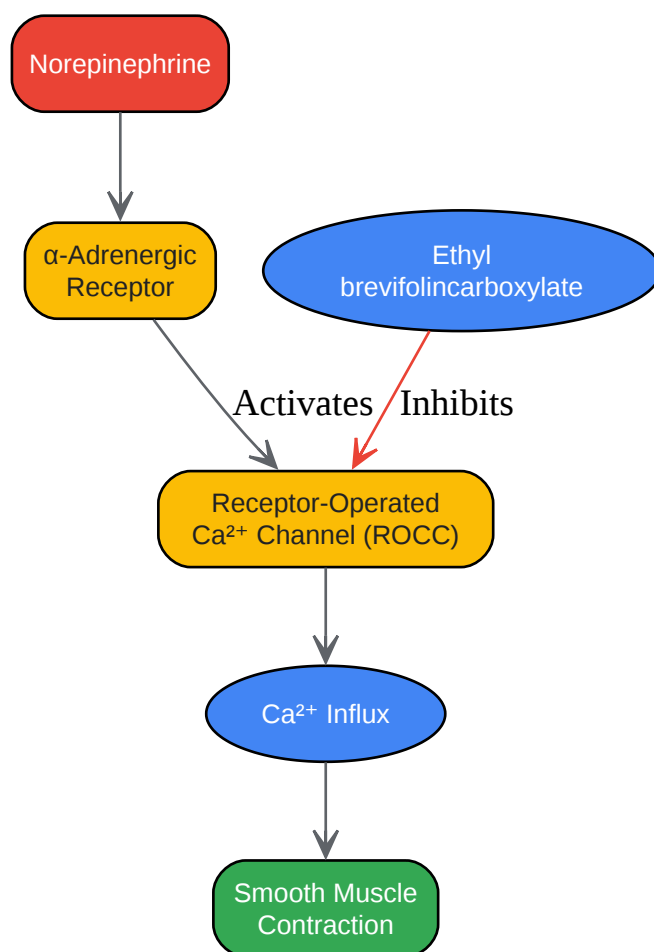 Norepinephrine
α-Adrenergic
Receptor
Ethyl
brevifolincarboxylate
Activates
Inhibits
Receptor-Operated
Ca²⁺ Channel (ROCC)
Ca²⁺ Influx
Smooth Muscle
Contraction